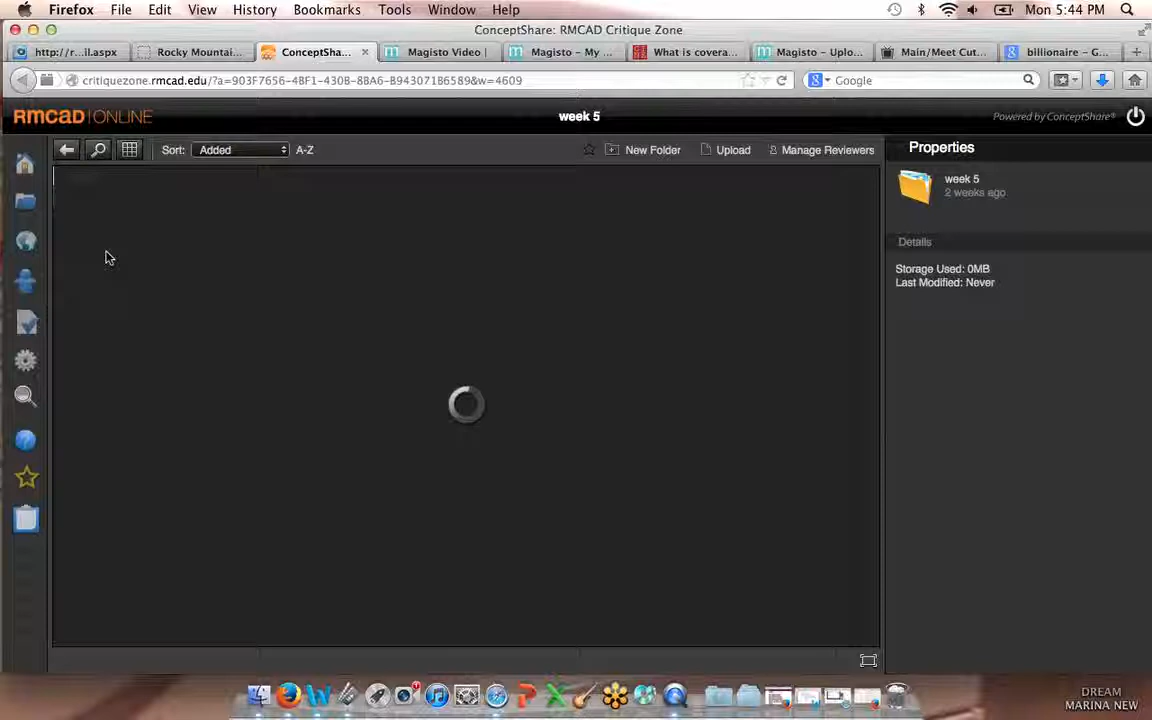 Firefox File Edit View History Bookmarks Tools Window Help Mon 5:44 PM
ConceptShare: RMCAD Critique Zone
http://r...il.aspx Rocky Mountai... ConceptSha... Magisto Video | Magisto - My ... What is covera... Magisto - Uplo... Main/Meet Cut... billionaire - G...
critiquezone.rmcad.edu/?a=903F7656-4BF1-430B-8BA6-B94307186589&w=4609 Google
RMCAD|ONLINE week 5 Powered by ConceptShare®
Sort: Added A-Z New Folder Upload Manage Reviewers Properties
week 5
2 weeks ago
Details
Storage Used: 0MB
Last Modified: Never
DREAM
MARINA NEW